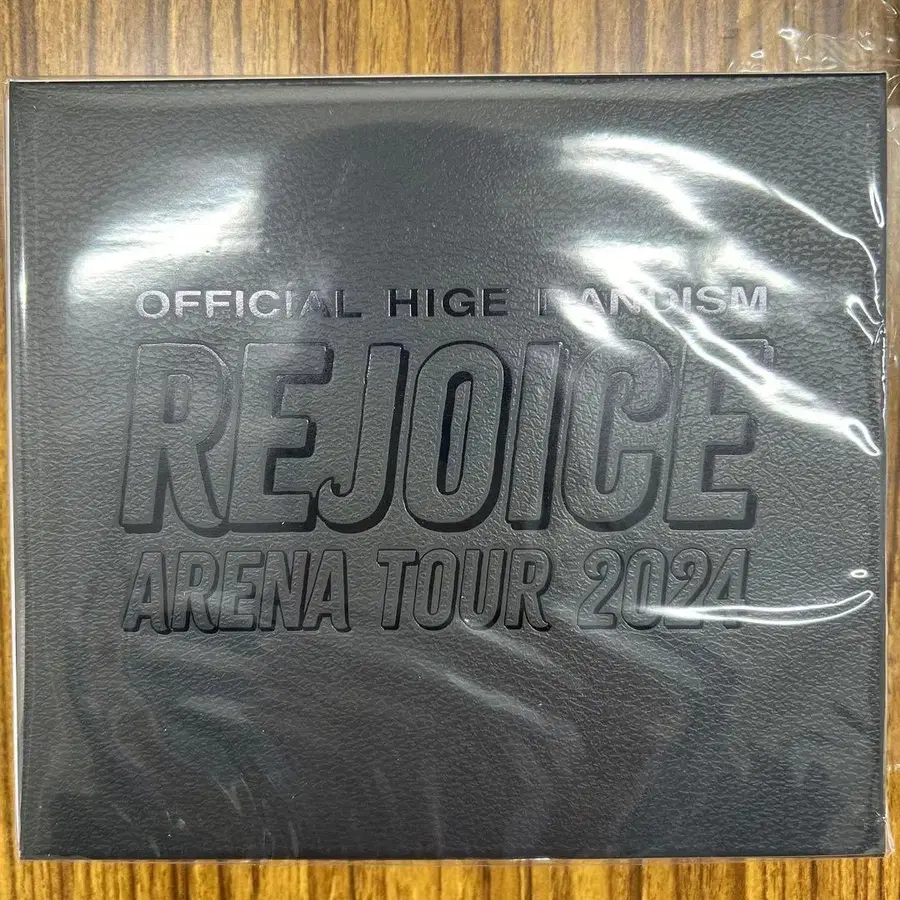 OFFICIAL HIGE DANDISM
REJOICE
ARENA TOUR 2024